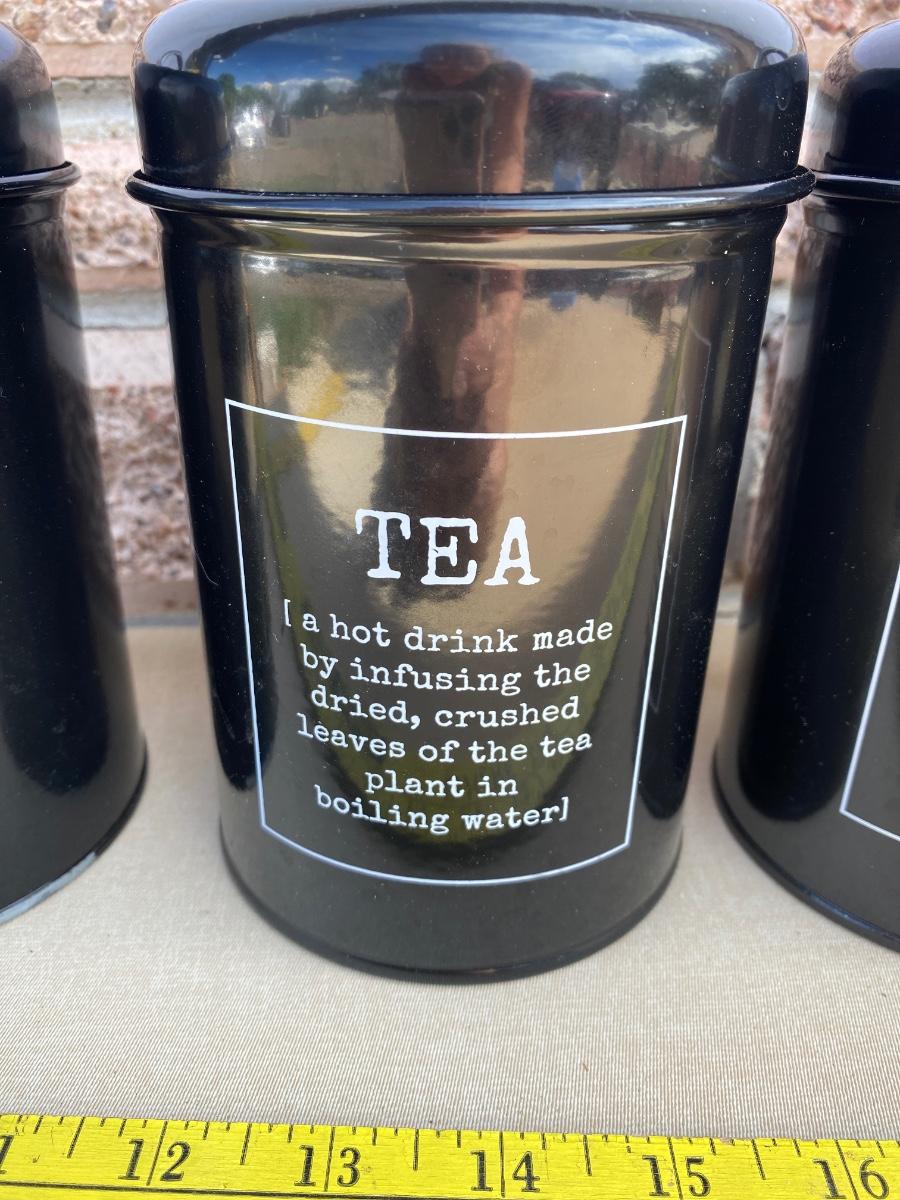 TEA
[ a hot drink made
by infusing the
dried, crushed
leaves of the tea
plant in
boiling water]
1 12 13 14 15 16